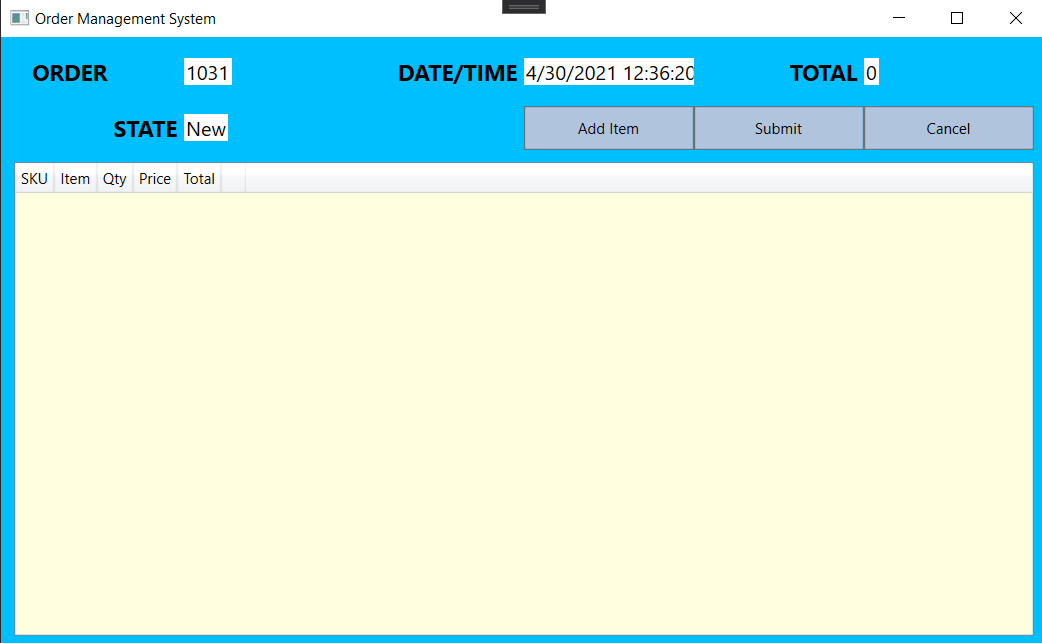 Order Management System
ORDER 1031 DATE/TIME 4/30/2021 12:36:20 TOTAL 0
STATE New Add Item Submit Cancel
SKU Item Qty Price Total